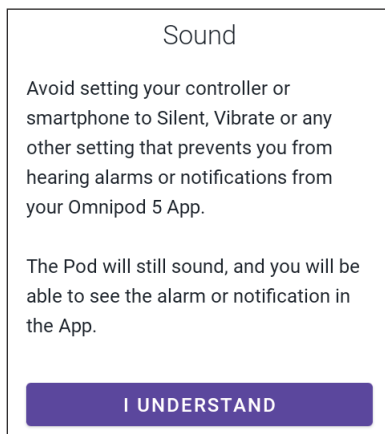 Sound
Avoid setting your controller or
smartphone to Silent, Vibrate or any
other setting that prevents you from
hearing alarms or notifications from
your Omnipod 5 App.
The Pod will still sound, and you will be
able to see the alarm or notification in
the App.
I UNDERSTAND